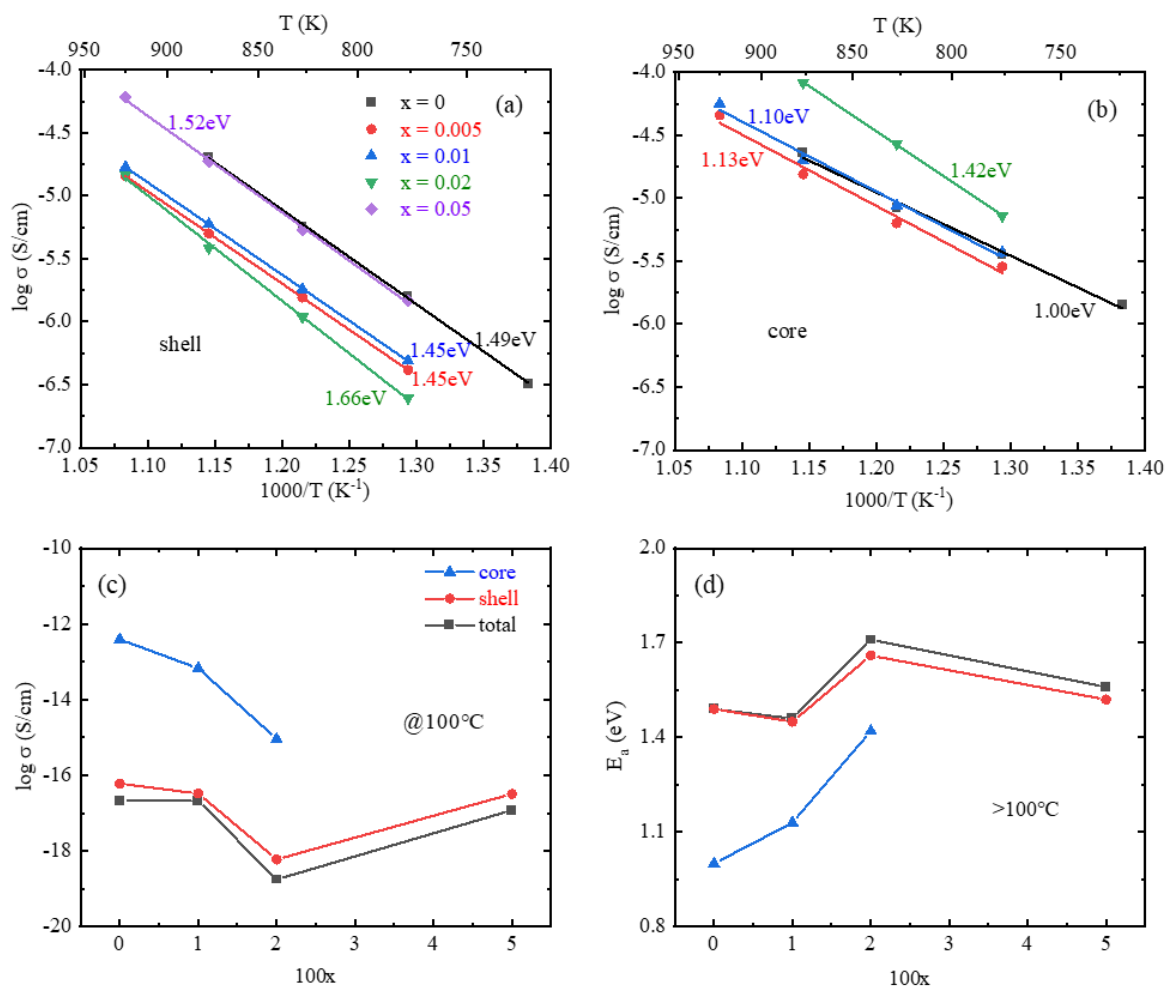 T (K)
950 900 850 800 750
-4.0
-4.5
-5.0
-5.5
-6.0
-6.5
-7.0
log σ (S/cm)
(a)
x = 0
x = 0.005
x = 0.01
x = 0.02
x = 0.05
1.52eV
1.49eV
1.45eV
1.45eV
1.66eV
shell
1.05 1.10 1.15 1.20 1.25 1.30 1.35 1.40
1000/T (K-1)
T (K)
950 900 850 800 750
-4.0
-4.5
-5.0
-5.5
-6.0
-6.5
-7.0
log σ (S/cm)
(b)
1.10eV
1.13eV
1.42eV
1.00eV
core
1.05 1.10 1.15 1.20 1.25 1.30 1.35 1.40
1000/T (K-1)
-10
-12
-14
-16
-18
-20
log σ (S/cm)
(c)
core
shell
total
@100℃
0 1 2 3 4 5
100x
2.0
1.7
1.4
1.1
0.8
Ea (eV)
(d)
>100℃
0 1 2 3 4 5
100x